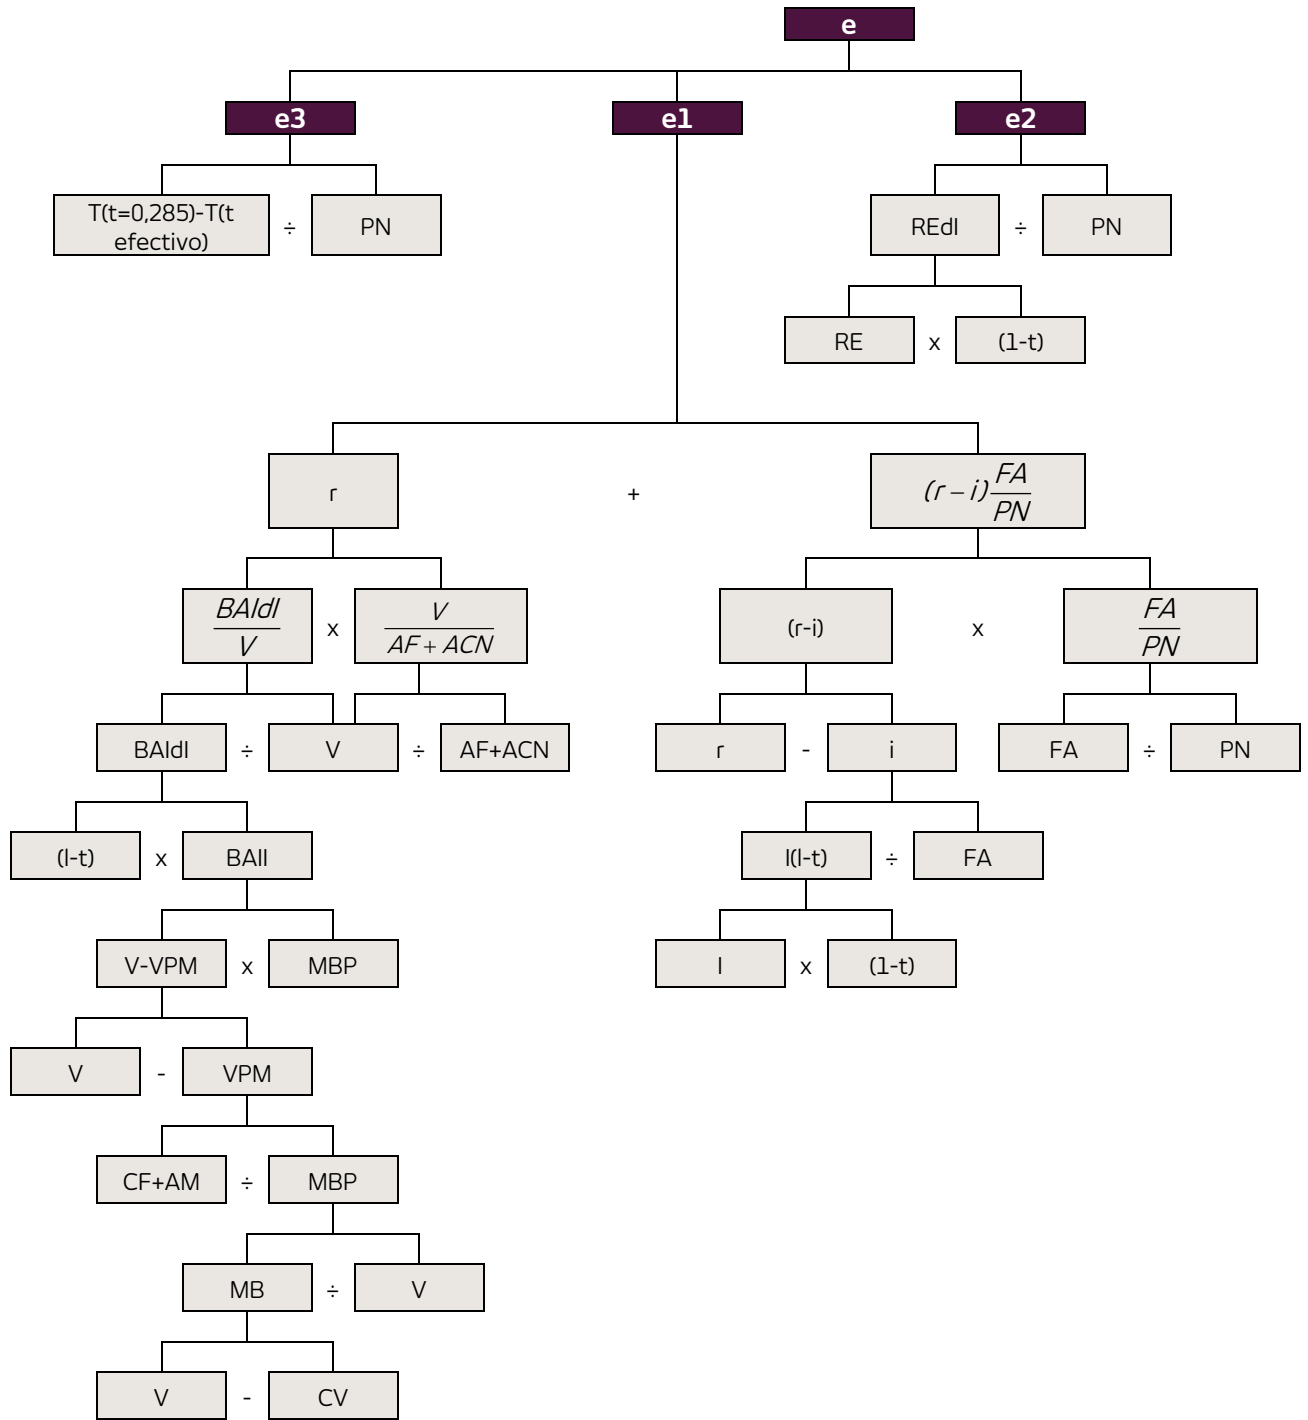 e
e3
e1
e2
T(t=0,285)-T(t
efectivo)
÷
PN
REdI
÷
PN
RE
x
(1-t)
r
+
(r – i) FA/PN
BAIdI/V
x
V/(AF + ACN)
(r-i)
x
FA/PN
BAIdI
÷
V
÷
AF+ACN
r
-
i
FA
÷
PN
(l-t)
x
BAII
I(l-t)
÷
FA
V-VPM
x
MBP
I
x
(1-t)
V
-
VPM
CF+AM
÷
MBP
MB
÷
V
V
-
CV